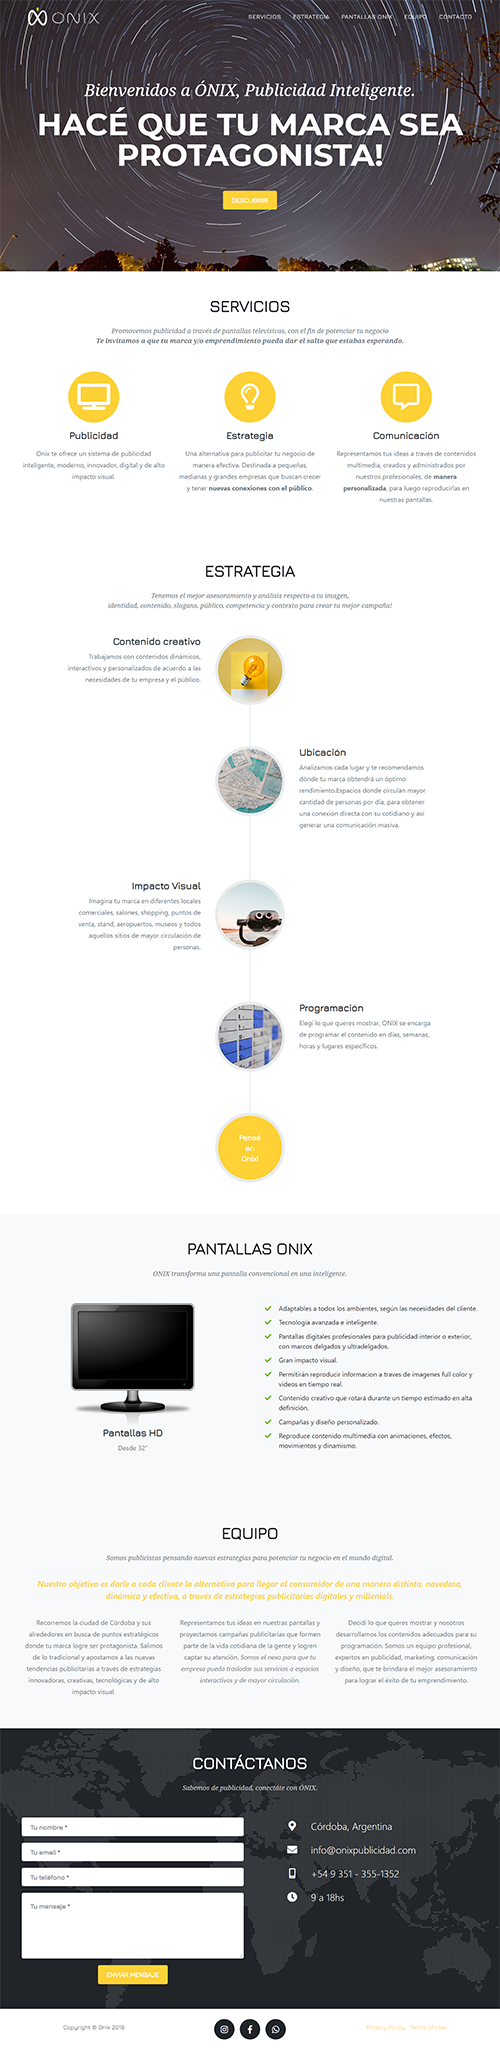 ÓNIX
SERVICIOS ESTRATEGIA PANTALLAS ONIX EQUIPO CONTACTO
Bienvenidos a ÓNIX, Publicidad Inteligente.
HACÉ QUE TU MARCA SEA
PROTAGONISTA!
DESCUBRIR!
SERVICIOS
Promovemos publicidad a través de pantallas televisivas, con el fin de potenciar tu negocio
Te invitamos a que tu marca y/o emprendimiento pueda dar el salto que estabas esperando.
Publicidad
Onix te ofrece un sistema de publicidad
inteligente, moderno, innovador, digital y de alto
impacto visual.
Estrategia
Una alternativa para publicitar tu negocio de
manera efectiva. Destinada a pequeñas,
medianas y grandes empresas que buscan crecer
y tener nuevas conexiones con el público.
Comunicación
Representamos tus ideas a través de contenidos
multimedia, creados y administrados por
nuestros profesionales, de manera
personalizada, para luego reproducirlas en
nuestras pantallas.
ESTRATEGIA
Tenemos el mejor asesoramiento y análisis respecto a tu imagen,
identidad, contenido, slogans, público, competencia y contexto para crear tu mejor campaña!
Contenido creativo
Trabajamos con contenidos dinámicos,
interactivos y personalizados de acuerdo a las
necesidades de tu empresa y el público.
Ubicación
Analizamos cada lugar y te recomendamos
dónde tu marca obtendrá un óptimo
rendimiento.Espacios donde circulan mayor
cantidad de personas por día, para obtener
una conexión directa con su cotidiano y así
generar una comunicación masiva.
Impacto Visual
Imagina tu marca en diferentes locales
comerciales, salones, shopping, puntos de
venta, stand, aeropuertos, museos y todos
aquellos sitios de mayor circulación de
personas.
Programación
Elegí lo que queres mostrar, ONIX se encarga
de programar el contenido en días, semanas,
horas y lugares específicos.
Pensé
en
Onix!
PANTALLAS ONIX
ONIX transforma una pantalla convencional en una inteligente.
Pantallas HD
Desde 32"
Adaptables a todos los ambientes, según las necesidades del cliente.
Tecnología avanzada e inteligente.
Pantallas digitales profesionales para publicidad interior o exterior,
con marcos delgados y ultradelgados.
Gran impacto visual.
Permitirán reproducir informacion a traves de imagenes full color y
videos en tiempo real.
Contenido creativo que rotará durante un tiempo estimado en alta
definición.
Campañas y diseño personalizado.
Reproduce contenido multimedia con animaciones, efectos,
movimientos y dinamismo.
EQUIPO
Somos publicistas pensando nuevas estrategias para potenciar tu negocio en el mundo digital.
Nuestro objetivo es darle a cada cliente la alternativa para llegar al consumidor de una manera distinta, novedosa,
dinámica y efectiva, a través de estrategias publicitarias digitales y millenials.
Recorremos la ciudad de Córdoba y sus
alrededores en busca de puntos estratégicos
donde tu marca logre ser protagonista. Salimos
de lo tradicional y apostamos a las nuevas
tendencias publicitarias a través de estrategias
innovadoras, creativas, tecnológicas y de alto
impacto visual.
Representamos tus ideas en nuestras pantallas y
proyectamos campañas publicitarias que formen
parte de la vida cotidiana de la gente y logren
captar su atención. Somos el nexo para que tu
empresa pueda trasladar sus servicios a espacios
interactivos y de mayor circulación.
Decidí lo que queres mostrar y nosotros
desarrollamos los contenidos adecuados para su
programación. Somos un equipo profesional,
expertos en publicidad, marketing, comunicación
y diseño, que te brindara el mejor asesoramiento
para lograr el éxito de tu emprendimiento.
CONTÁCTANOS
Sabemos de publicidad, conectáte con ÓNIX.
Tu nombre *
Tu email *
Tu teléfono *
Tu mensaje *
ENVIAR MENSAJE
Córdoba, Argentina
info@onixpublicidad.com
+54 9 351 - 355-1352
9 a 18hs
Copyright © Onix 2018
Privacy Policy Terms of Use